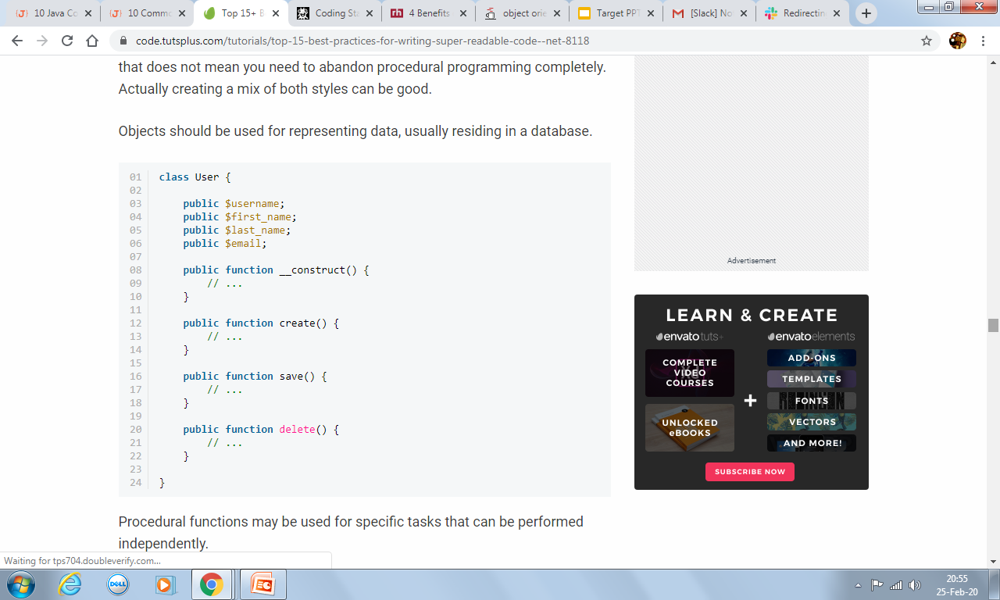 10 Java Co
10 Commo
Top 15+ B
Coding Sta
4 Benefits
object orie
Target PPT
[Slack] No
Redirectin
code.tutsplus.com/tutorials/top-15-best-practices-for-writing-super-readable-code--net-8118
that does not mean you need to abandon procedural programming completely.
Actually creating a mix of both styles can be good.
Objects should be used for representing data, usually residing in a database.
01 class User {
02
03 public $username;
04 public $first_name;
05 public $last_name;
06 public $email;
07
08 public function __construct() {
09 // ...
10 }
11
12 public function create() {
13 // ...
14 }
15
16 public function save() {
17 // ...
18 }
19
20 public function delete() {
21 // ...
22 }
23
24 }
Procedural functions may be used for specific tasks that can be performed
independently.
Advertisement
LEARN & CREATE
envato tuts+
envato elements
COMPLETE
VIDEO
COURSES
UNLOCKED
eBOOKS
+
ADD-ONS
TEMPLATES
FONTS
VECTORS
AND MORE!
SUBSCRIBE NOW
Waiting for tps704.doubleverify.com...
DELL
20:55
25-Feb-20